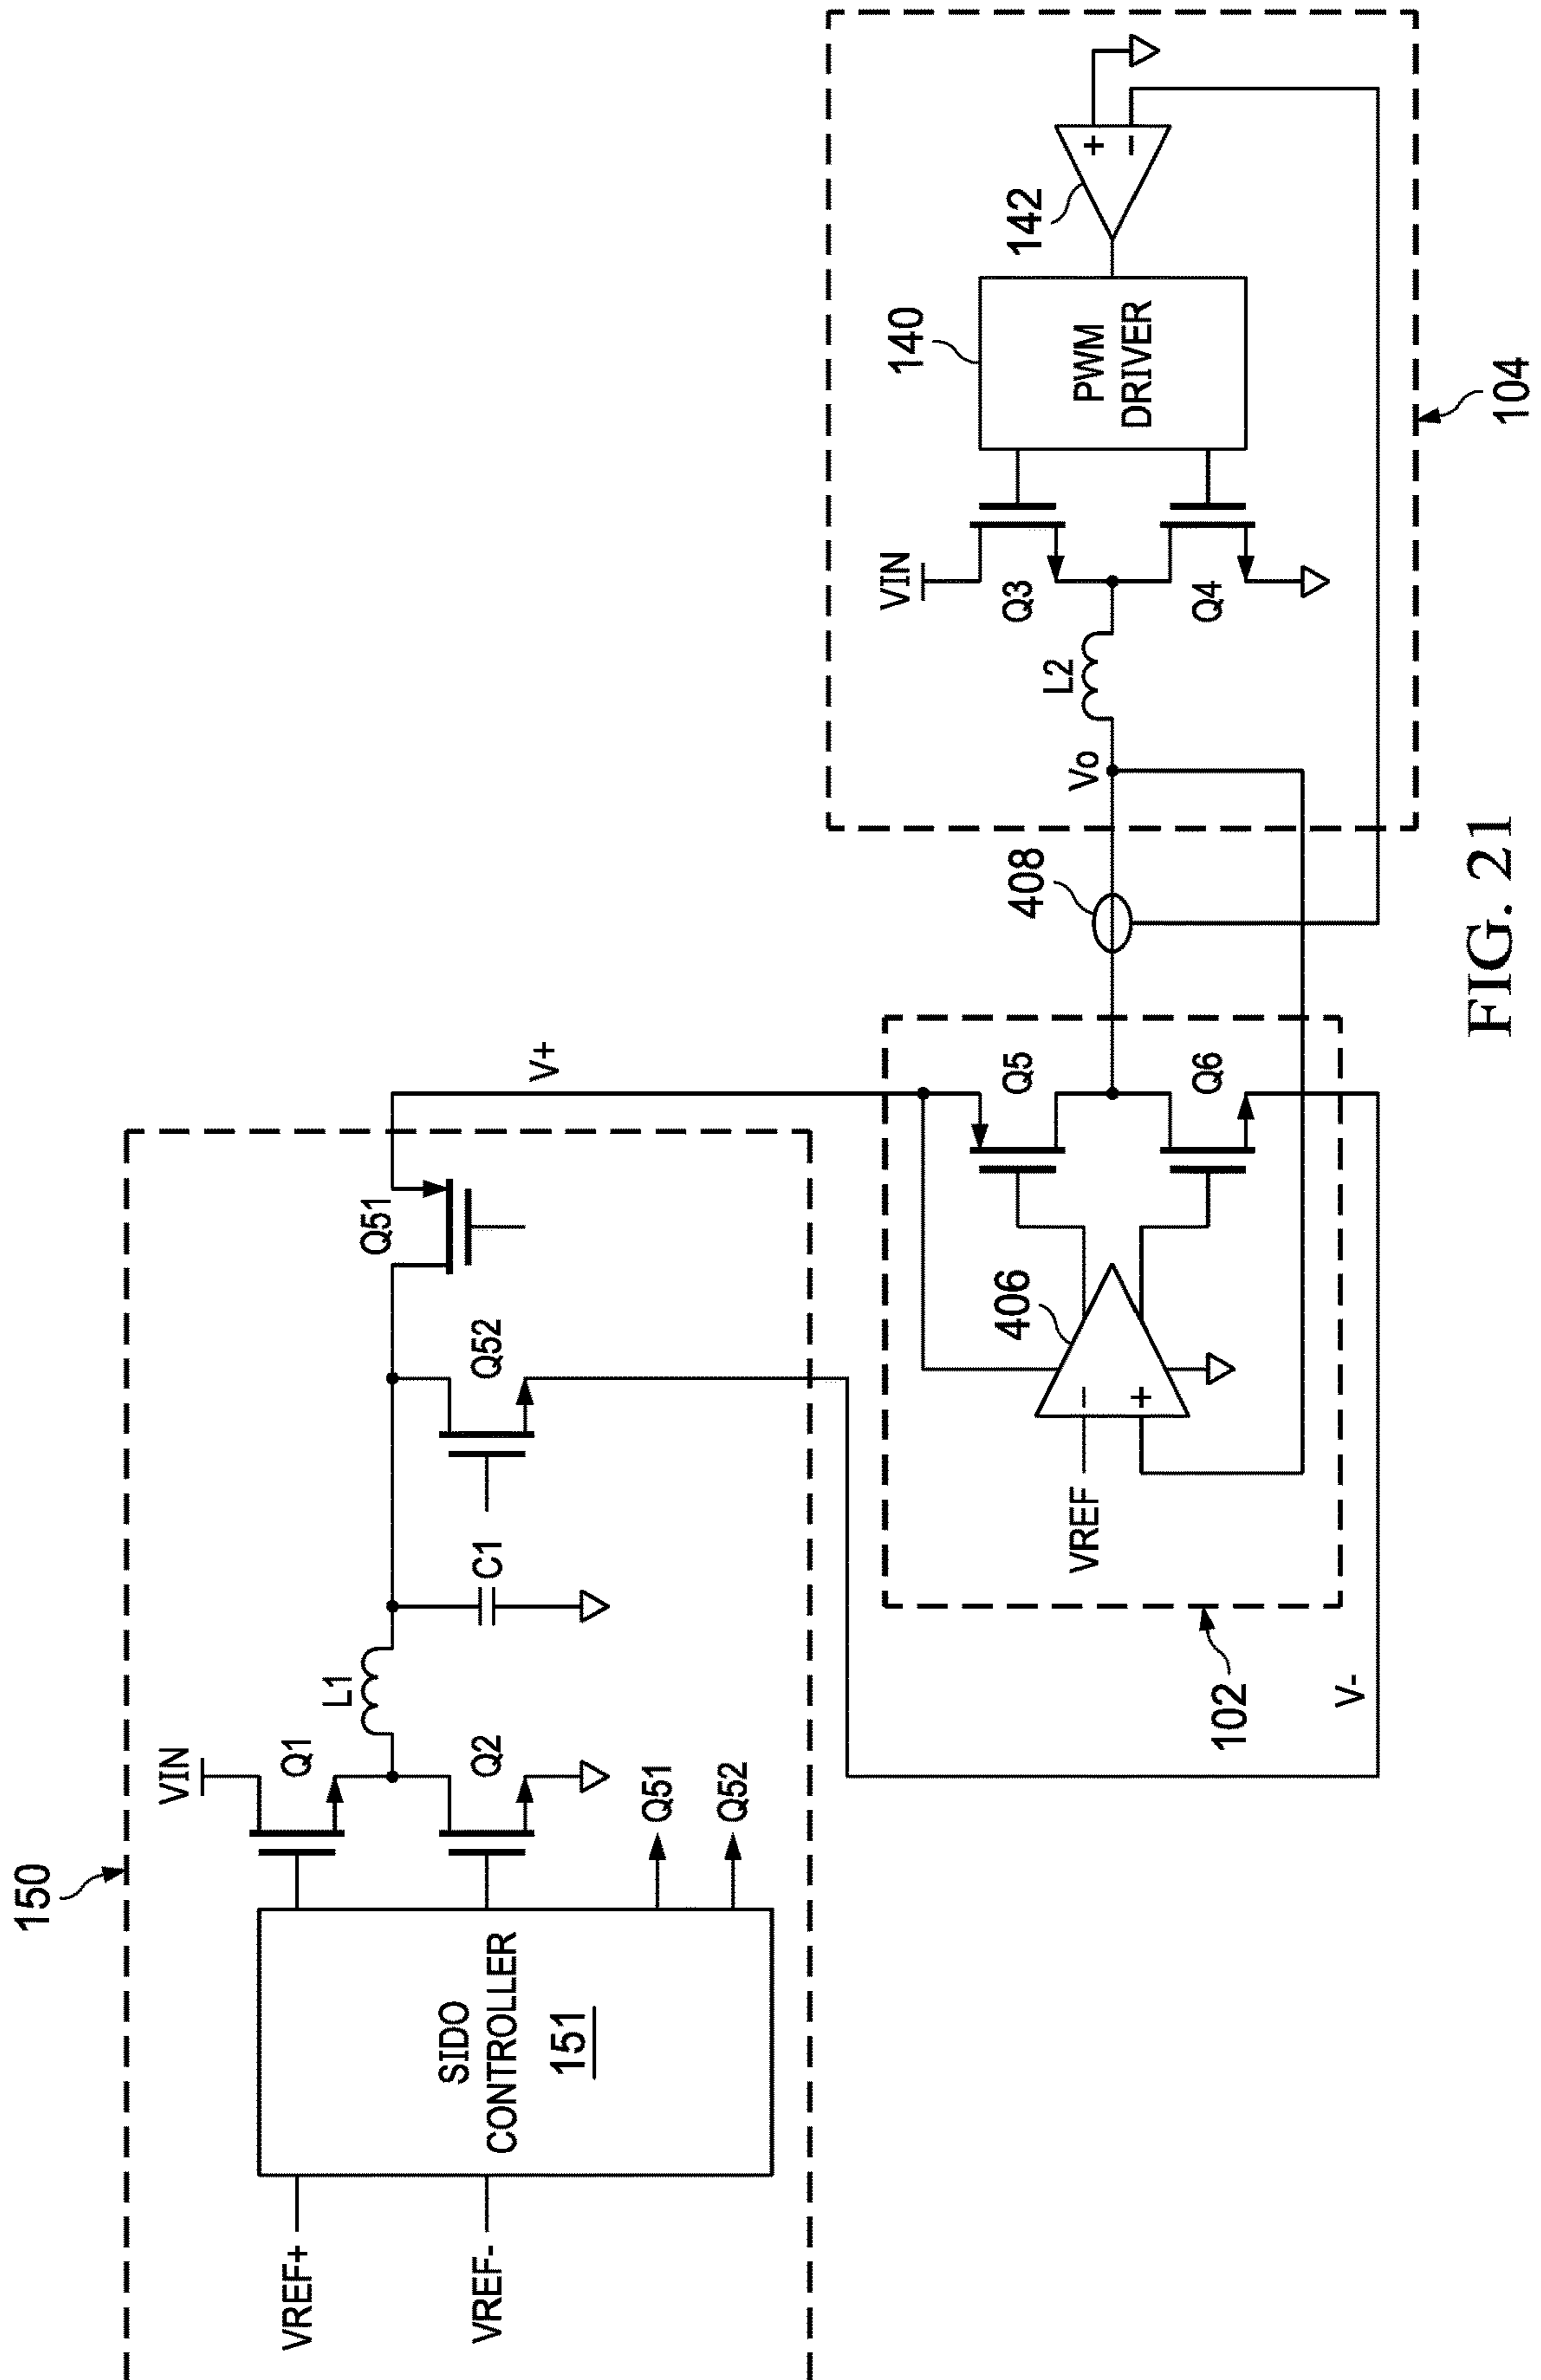 150
VREF+
VREF-
SIDO
CONTROLLER
151
VIN
Q1
Q2
Q51
Q52
L1
C1
Q52
Q51
V+
102
V-
VREF
-
+
406
Q5
Q6
408
Vo
L2
VIN
Q3
Q4
140
PWM
DRIVER
142
+
-
104
FIG. 21